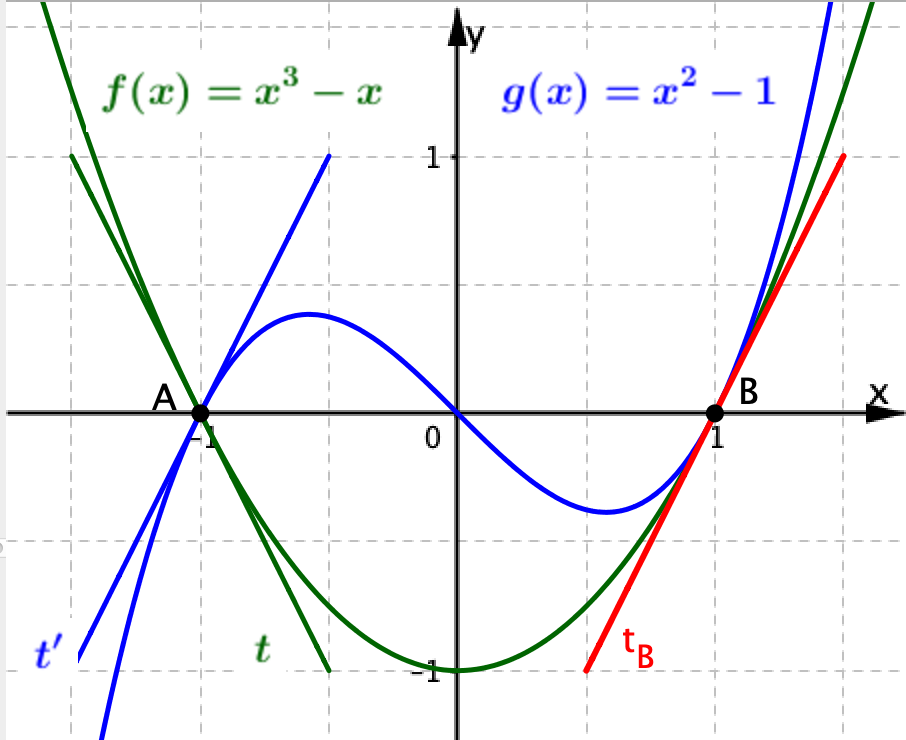 y
f(x) = x³ − x
g(x) = x² − 1
1
A
B
x
−1
0
1
t′
t
t_B
−1